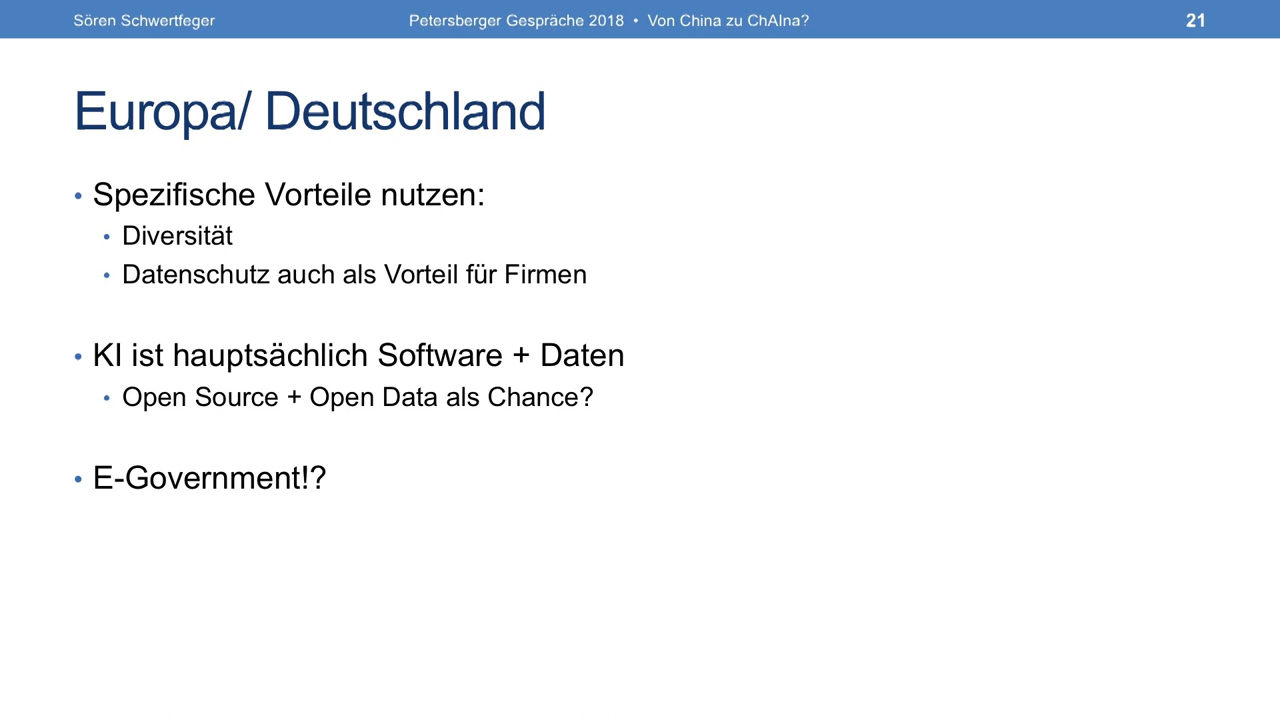 Sören Schwertfeger
Petersberger Gespräche 2018 • Von China zu ChAIna?
21
Europa/ Deutschland
• Spezifische Vorteile nutzen:
• Diversität
• Datenschutz auch als Vorteil für Firmen
• KI ist hauptsächlich Software + Daten
• Open Source + Open Data als Chance?
• E-Government!?